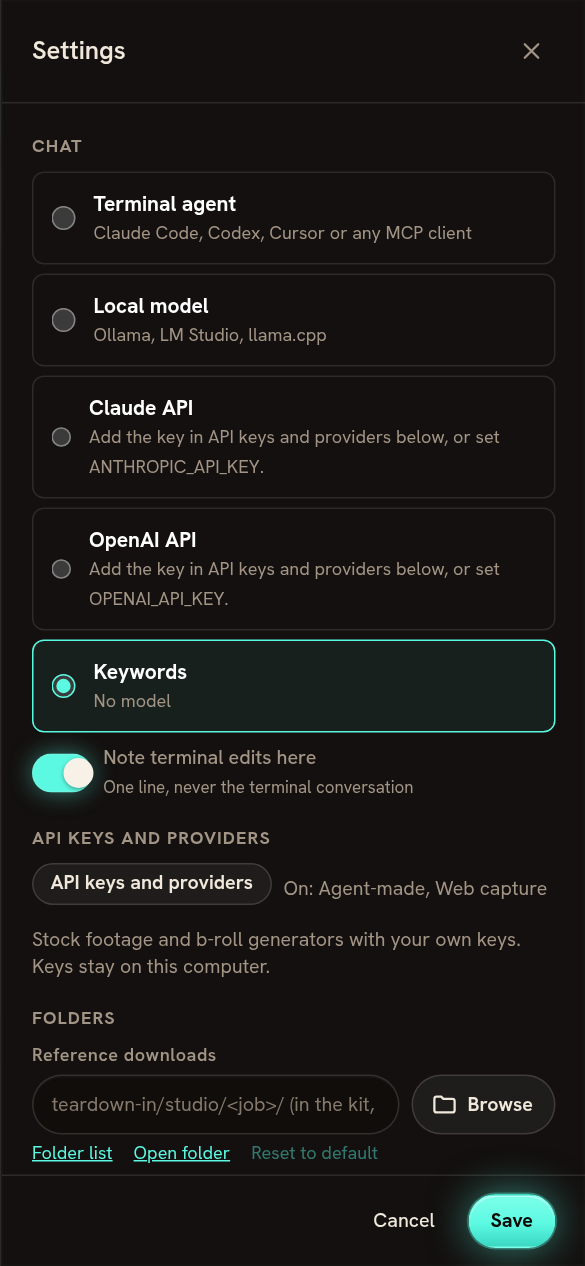 Settings
CHAT
Terminal agent
Claude Code, Codex, Cursor or any MCP client
Local model
Ollama, LM Studio, llama.cpp
Claude API
Add the key in API keys and providers below, or set
ANTHROPIC_API_KEY.
OpenAI API
Add the key in API keys and providers below, or set
OPENAI_API_KEY.
Keywords
No model
Note terminal edits here
One line, never the terminal conversation
API KEYS AND PROVIDERS
API keys and providers
On: Agent-made, Web capture
Stock footage and b-roll generators with your own keys.
Keys stay on this computer.
FOLDERS
Reference downloads
teardown-in/studio/<job>/ (in the kit,
Browse
Folder list
Open folder
Reset to default
Cancel
Save